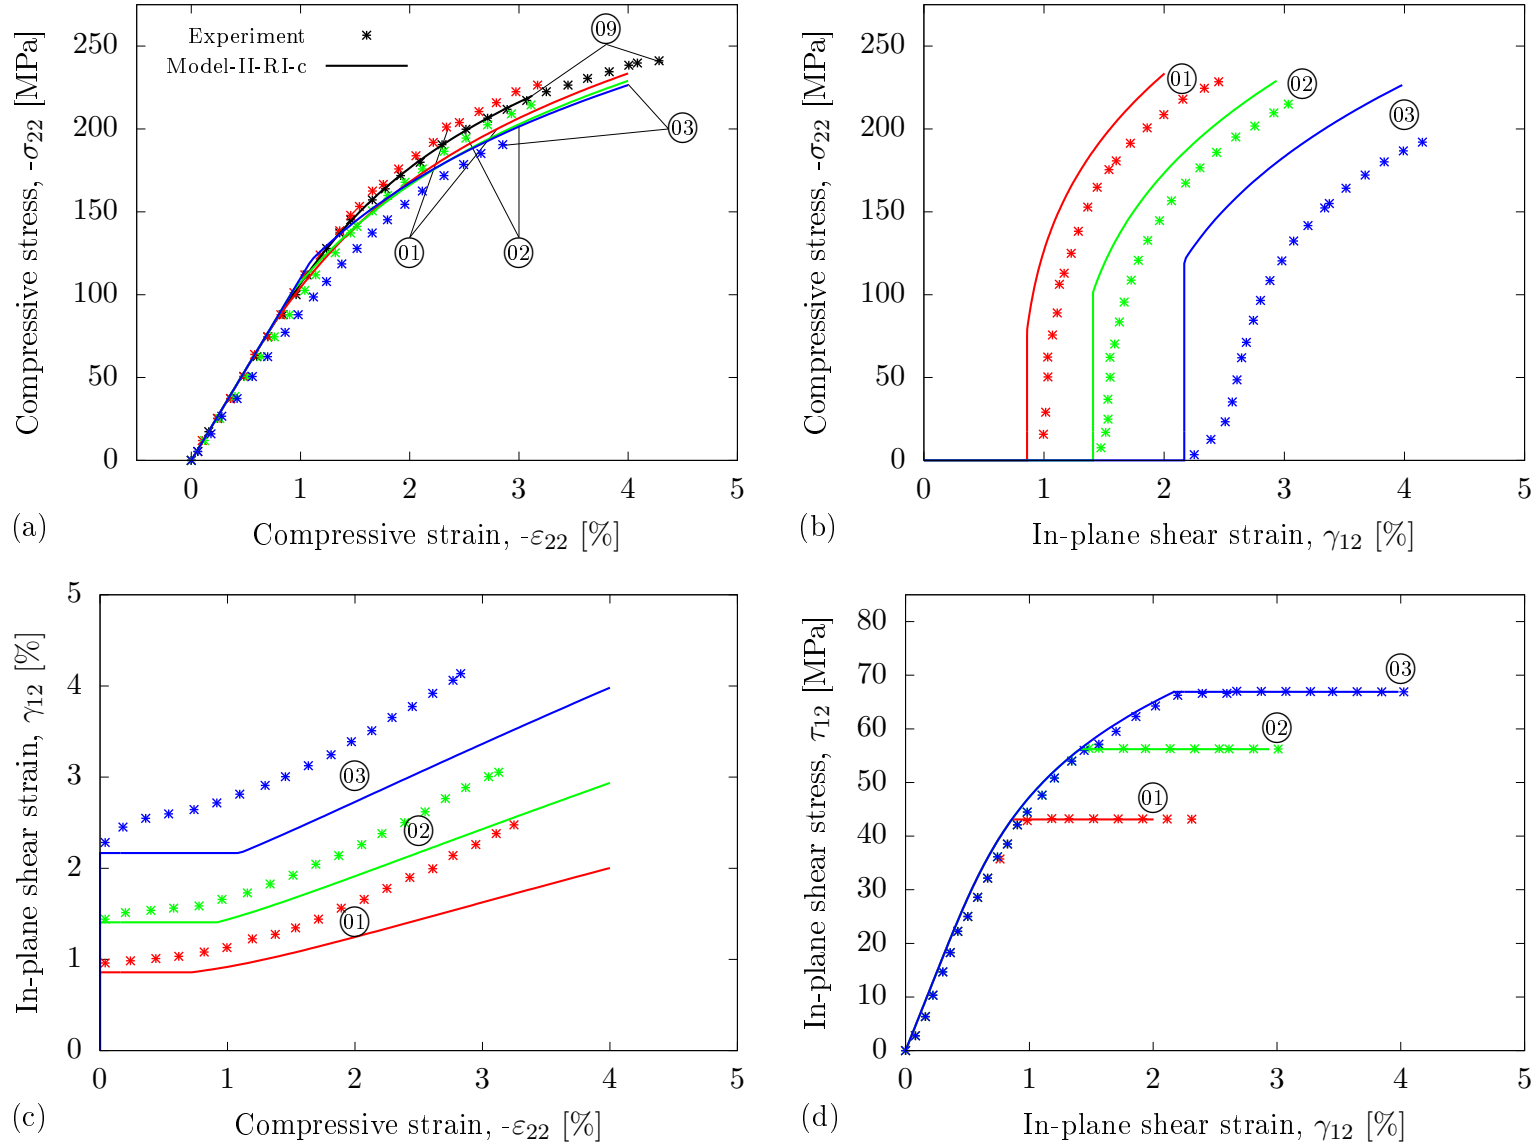 Experiment
Model-II-RI-c
09
03
01
02
250
200
150
100
50
0
0 1 2 3 4 5
Compressive stress, -σ22 [MPa]
Compressive strain, -ε22 [%]
(a)
01
02
03
250
200
150
100
50
0
0 1 2 3 4 5
Compressive stress, -σ22 [MPa]
In-plane shear strain, γ12 [%]
(b)
03
02
01
5
4
3
2
1
0
0 1 2 3 4 5
In-plane shear strain, γ12 [%]
Compressive strain, -ε22 [%]
(c)
03
02
01
80
70
60
50
40
30
20
10
0
0 1 2 3 4 5
In-plane shear stress, τ12 [MPa]
In-plane shear strain, γ12 [%]
(d)